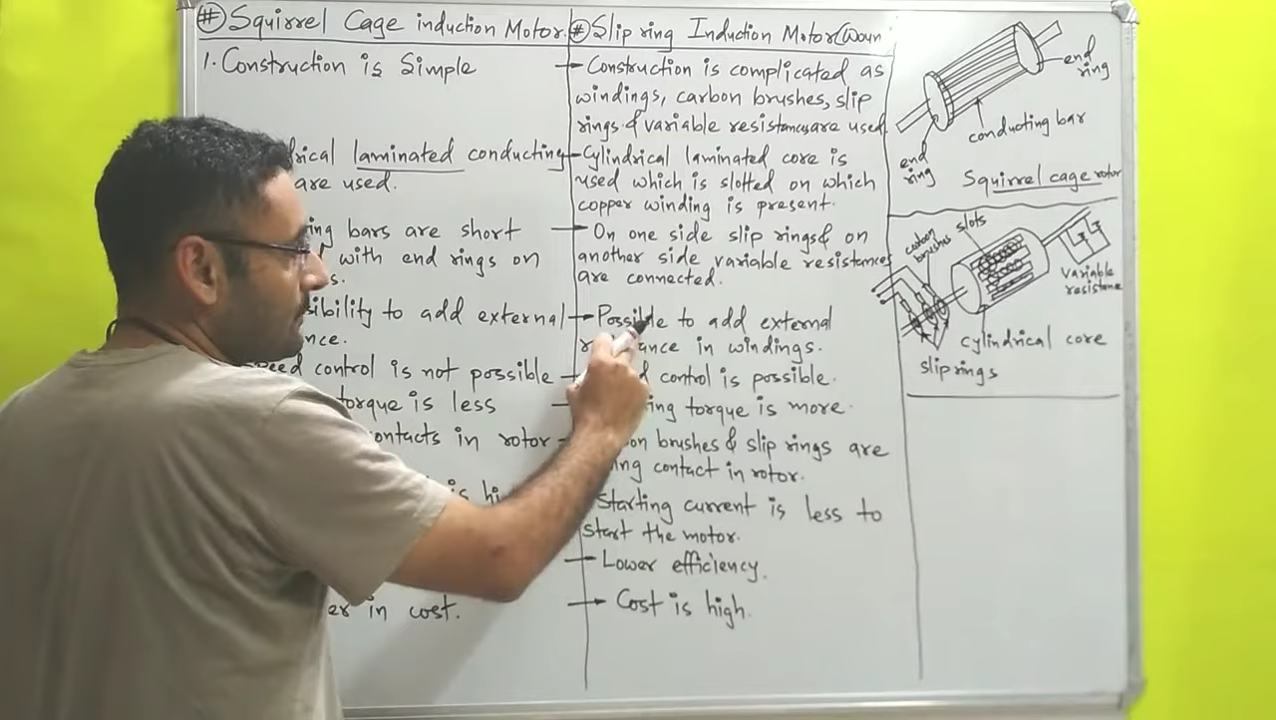 # Squirrel Cage induction Motor
1. Construction is Simple
laminated conducting
are used.
bars are short
with end rings on
to add external
control is not possible
torque is less
contacts in rotor
is
in cost.
# Slip ring Induction Motor(Woun
→ Construction is complicated as
windings, carbon brushes, slip
rings & variable resistances are used.
→ Cylindrical laminated core is
used which is slotted on which
copper winding is present.
→ On one side slip rings & on
another side variable resistances
are connected.
→ Possible to add external
in windings.
control is possible.
torque is more.
brushes & slip rings are
contact in rotor.
Starting current is less to
start the motor.
→ Lower efficiency.
→ Cost is high.
end
ring
conducting bar
end
ring
Squirrel cage rotor
carbon
brushes
slots
variable
resistance
cylindrical core
slip rings